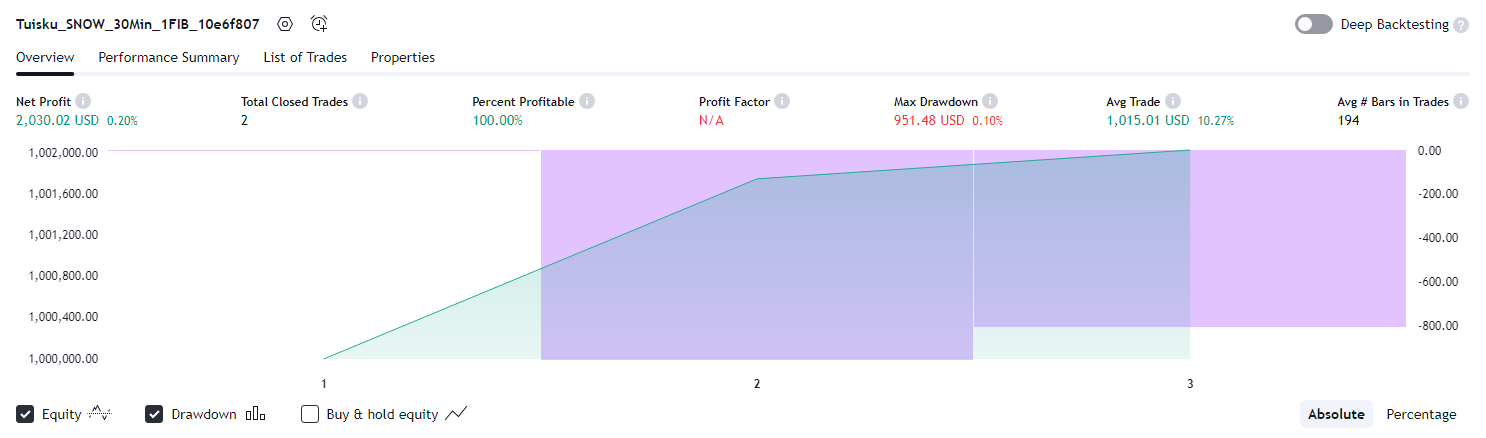 Tuisku_SNOW_30Min_1FIB_10e6f807 Deep Backtesting ?
Overview Performance Summary List of Trades Properties
Net Profit Total Closed Trades Percent Profitable Profit Factor Max Drawdown Avg Trade Avg # Bars in Trades
2,030.02 USD 0.20% 2 100.00% N/A 951.48 USD 0.10% 1,015.01 USD 10.27% 194
1,002,000.00 0.00
1,001,600.00 -200.00
1,001,200.00 -400.00
1,000,800.00 -600.00
1,000,400.00 -800.00
1,000,000.00
1 2 3
Equity Drawdown Buy & hold equity Absolute Percentage